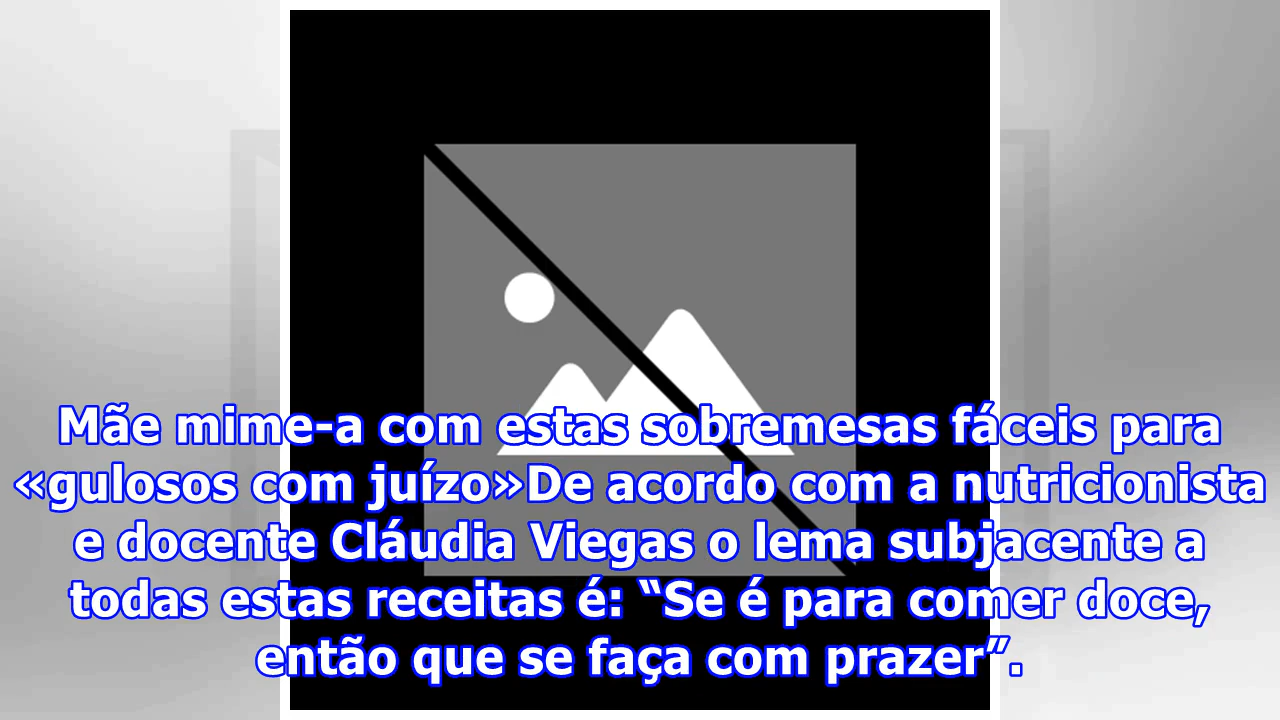 Mãe mime-a com estas sobremesas fáceis para
«gulosos com juízo»De acordo com a nutricionista
e docente Cláudia Viegas o lema subjacente a
todas estas receitas é: “Se é para comer doce,
então que se faça com prazer”.